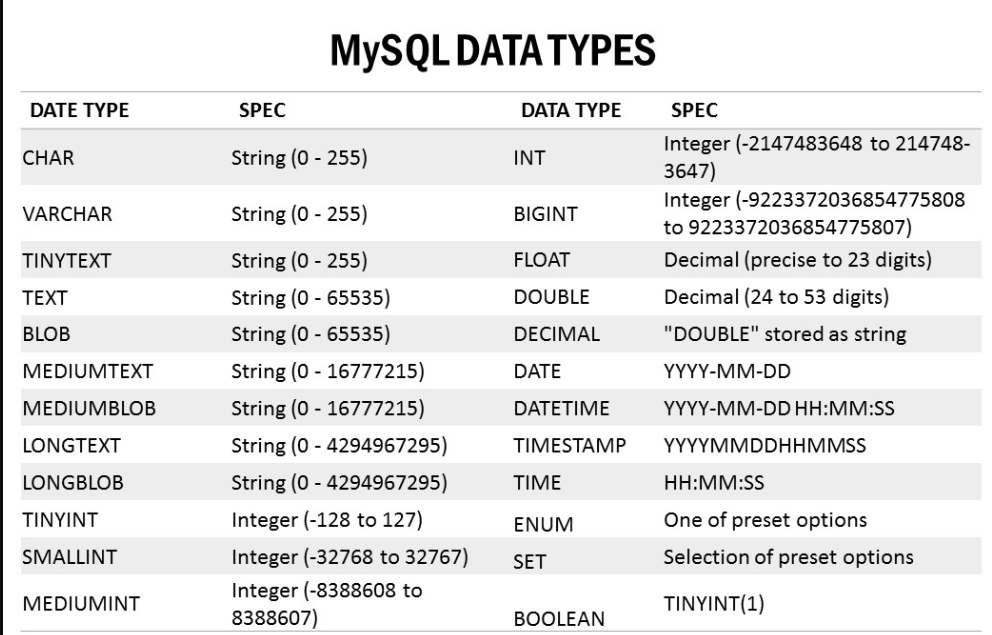 MySQL DATA TYPES
DATE TYPE SPEC DATA TYPE SPEC
CHAR String (0 - 255) INT Integer (-2147483648 to 214748-
3647)
VARCHAR String (0 - 255) BIGINT Integer (-9223372036854775808
to 9223372036854775807)
TINYTEXT String (0 - 255) FLOAT Decimal (precise to 23 digits)
TEXT String (0 - 65535) DOUBLE Decimal (24 to 53 digits)
BLOB String (0 - 65535) DECIMAL "DOUBLE" stored as string
MEDIUMTEXT String (0 - 16777215) DATE YYYY-MM-DD
MEDIUMBLOB String (0 - 16777215) DATETIME YYYY-MM-DD HH:MM:SS
LONGTEXT String (0 - 4294967295) TIMESTAMP YYYYMMDDHHMMSS
LONGBLOB String (0 - 4294967295) TIME HH:MM:SS
TINYINT Integer (-128 to 127) ENUM One of preset options
SMALLINT Integer (-32768 to 32767) SET Selection of preset options
MEDIUMINT Integer (-8388608 to
8388607) BOOLEAN TINYINT(1)